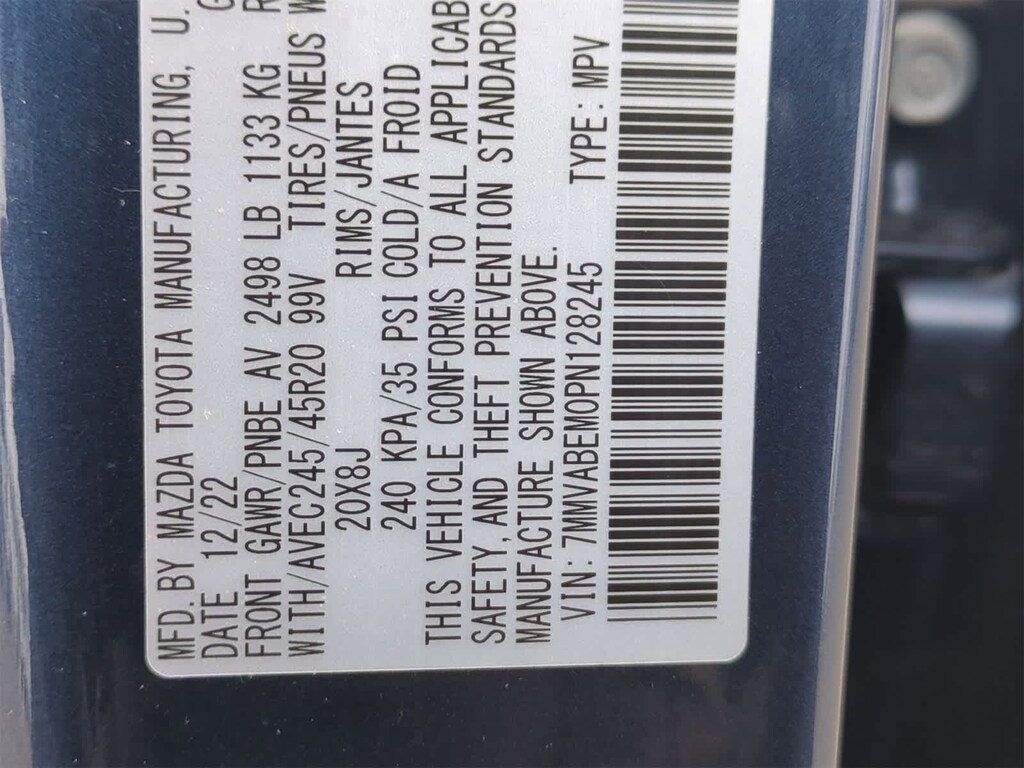 MFD. BY MAZDA TOYOTA MANUFACTURING, U.
DATE 12/22 G
FRONT GAWR/PNBE AV 2498 LB 1133 KG R
WITH/AVEC245/45R20 99V TIRES/PNEUS W
20X8J RIMS/JANTES
240 KPA/35 PSI COLD/A FROID
THIS VEHICLE CONFORMS TO ALL APPLICAB
SAFETY, AND THEFT PREVENTION STANDARDS
MANUFACTURE SHOWN ABOVE.
VIN: 7MMVABEM0PN128245 TYPE: MPV